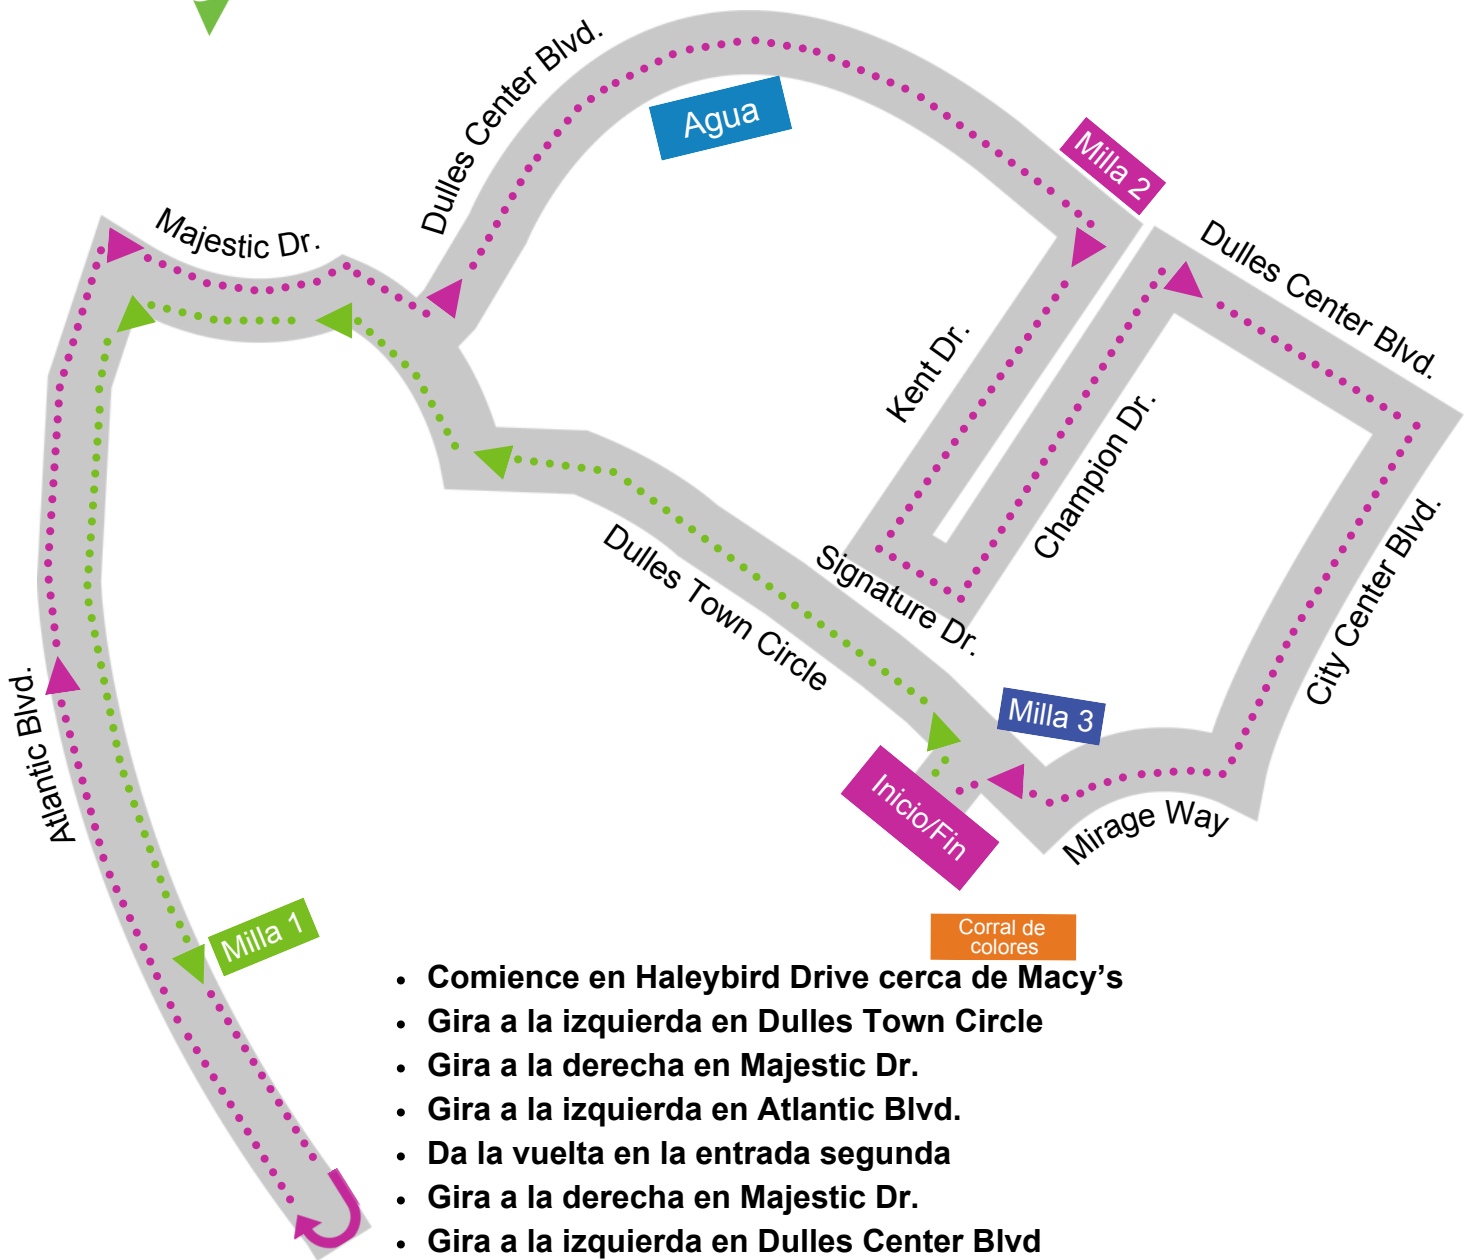 Dulles Center Blvd.
Agua
Milla 2
Majestic Dr.
Dulles Center Blvd.
Kent Dr.
Champion Dr.
City Center Blvd.
Signature Dr.
Dulles Town Circle
Atlantic Blvd.
Milla 3
Inicio/Fin
Mirage Way
Milla 1
Corral de
colores
• Comience en Haleybird Drive cerca de Macy’s
• Gira a la izquierda en Dulles Town Circle
• Gira a la derecha en Majestic Dr.
• Gira a la izquierda en Atlantic Blvd.
• Da la vuelta en la entrada segunda
• Gira a la derecha en Majestic Dr.
• Gira a la izquierda en Dulles Center Blvd